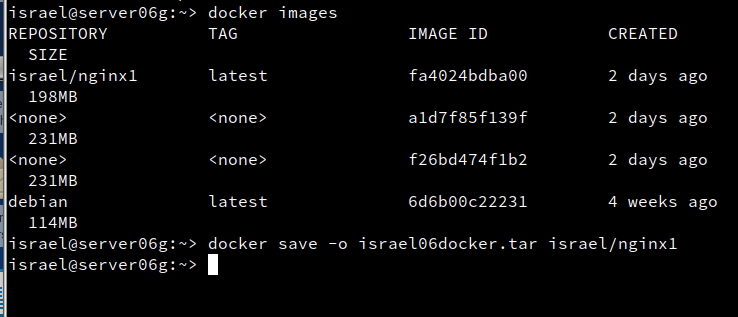 israel@server06g:~> docker images
REPOSITORY TAG IMAGE ID CREATED
SIZE
israel/nginx1 latest fa4024bdba00 2 days ago
198MB
<none> <none> a1d7f85f139f 2 days ago
231MB
<none> <none> f26bd474f1b2 2 days ago
231MB
debian latest 6d6b00c22231 4 weeks ago
114MB
israel@server06g:~> docker save -o israel06docker.tar israel/nginx1
israel@server06g:~>